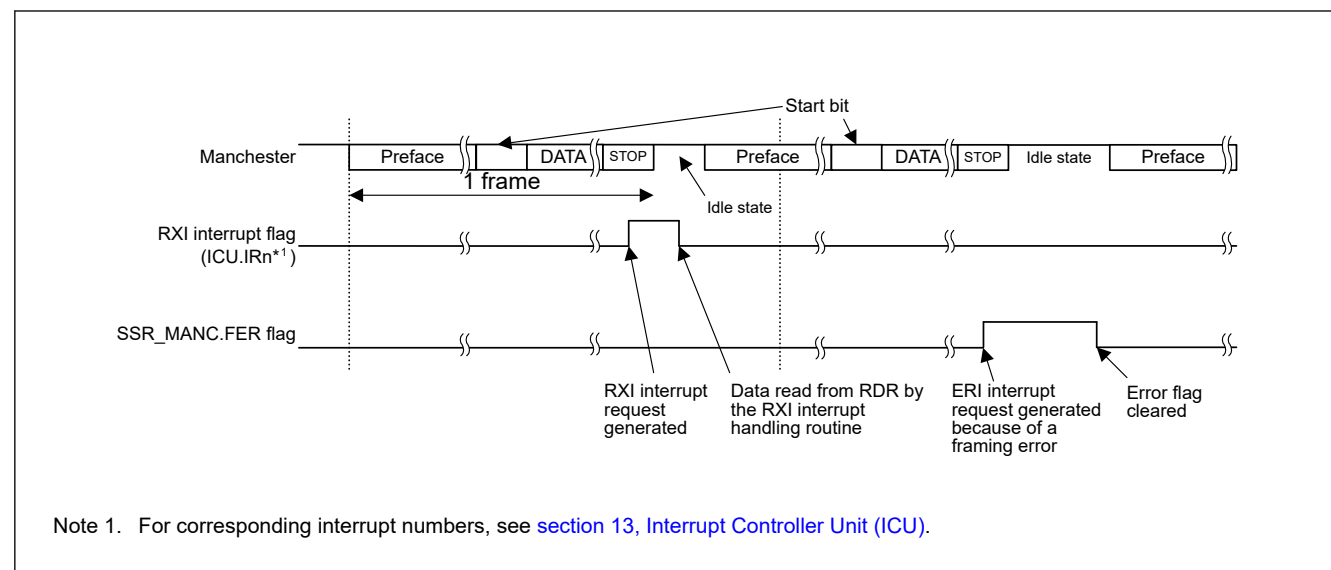 Start bit
Manchester Preface DATA STOP Preface DATA STOP Idle state Preface
1 frame
Idle state
RXI interrupt flag
(ICU.IRn*1)
SSR_MANC.FER flag
RXI interrupt
request
generated
Data read from RDR by
the RXI interrupt
handling routine
ERI interrupt
request generated
because of a
framing error
Error flag
cleared
Note 1. For corresponding interrupt numbers, see section 13, Interrupt Controller Unit (ICU).